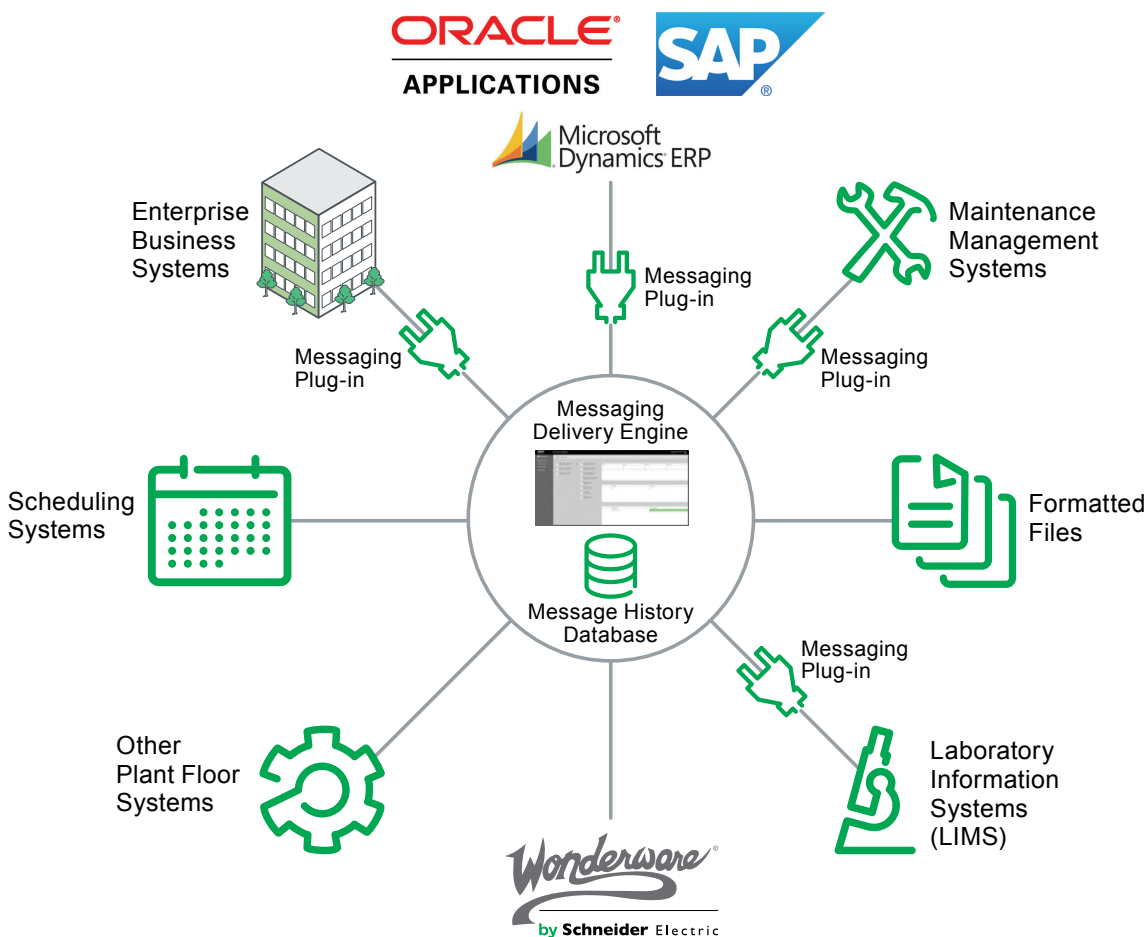 ORACLE®
APPLICATIONS
SAP®
Microsoft
Dynamics ERP
Enterprise
Business
Systems
Maintenance
Management
Systems
Messaging
Plug-in
Messaging
Plug-in
Messaging
Plug-in
Messaging
Delivery Engine
Scheduling
Systems
Formatted
Files
Message History
Database
Messaging
Plug-in
Other
Plant Floor
Systems
Laboratory
Information
Systems
(LIMS)
Wonderware®
by Schneider Electric